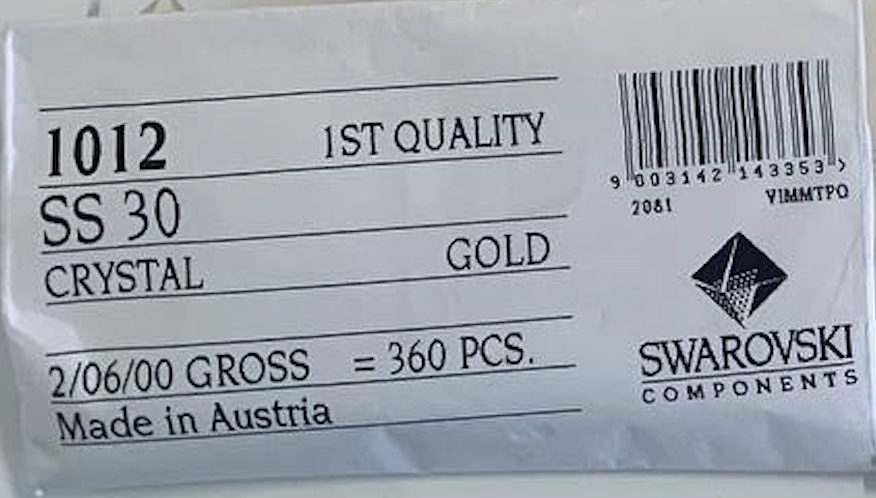 1012 1ST QUALITY
SS 30
CRYSTAL GOLD
2/06/00 GROSS = 360 PCS.
Made in Austria
9 003142 143353 >
2081 VIMMTPO
SWAROVSKI
COMPONENTS